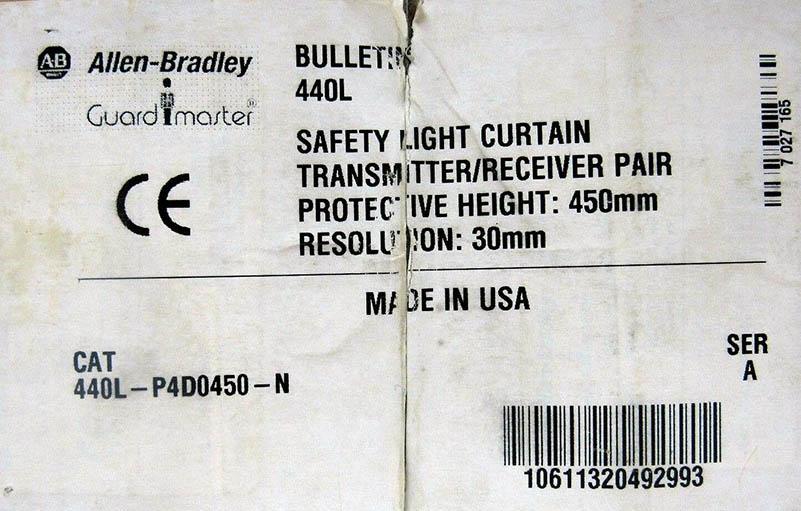 AB Allen-Bradley
Guardmaster®
CE
BULLETIN
440L
SAFETY LIGHT CURTAIN
TRANSMITTER/RECEIVER PAIR
PROTECTIVE HEIGHT: 450mm
RESOLUTION: 30mm
7 027 165
MADE IN USA
CAT
440L-P4D0450-N
SER
A
10611320492993